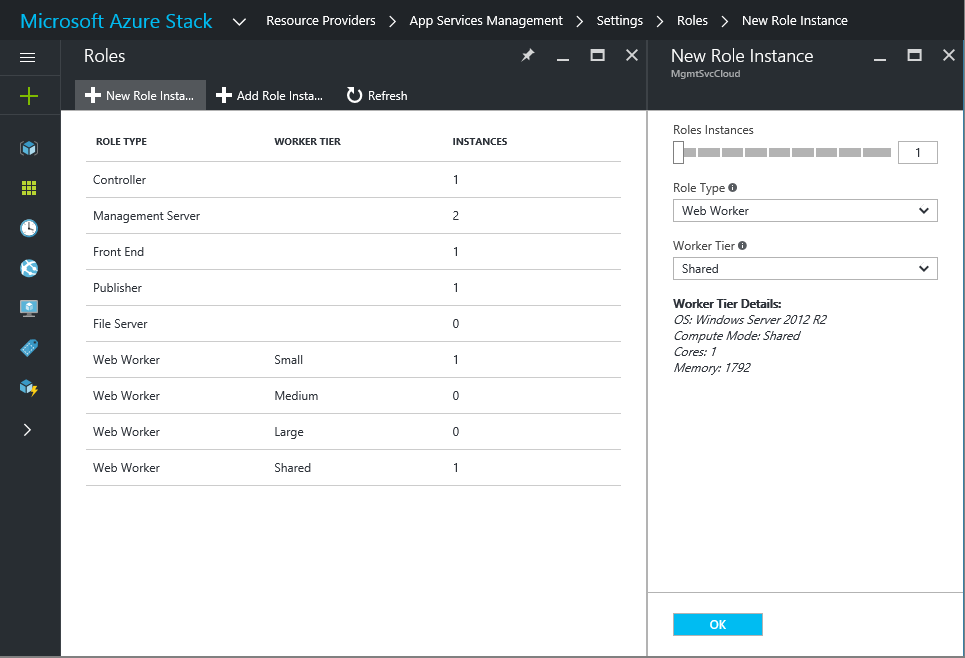 Microsoft Azure Stack Resource Providers App Services Management Settings Roles New Role Instance
Roles
New Role Insta... Add Role Insta... Refresh
ROLE TYPE WORKER TIER INSTANCES
Controller 1
Management Server 2
Front End 1
Publisher 1
File Server 0
Web Worker Small 1
Web Worker Medium 0
Web Worker Large 0
Web Worker Shared 1
New Role Instance
MgmtSvcCloud
Roles Instances
1
Role Type
Web Worker
Worker Tier
Shared
Worker Tier Details:
OS: Windows Server 2012 R2
Compute Mode: Shared
Cores: 1
Memory: 1792
OK